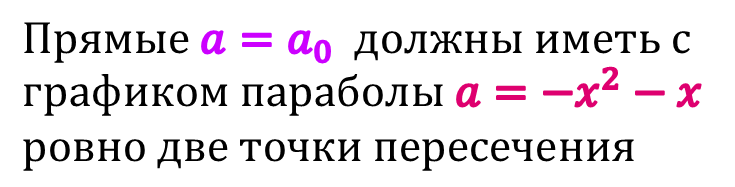 Прямые a = a₀ должны иметь с
графиком параболы a = −x² − x
ровно две точки пересечения